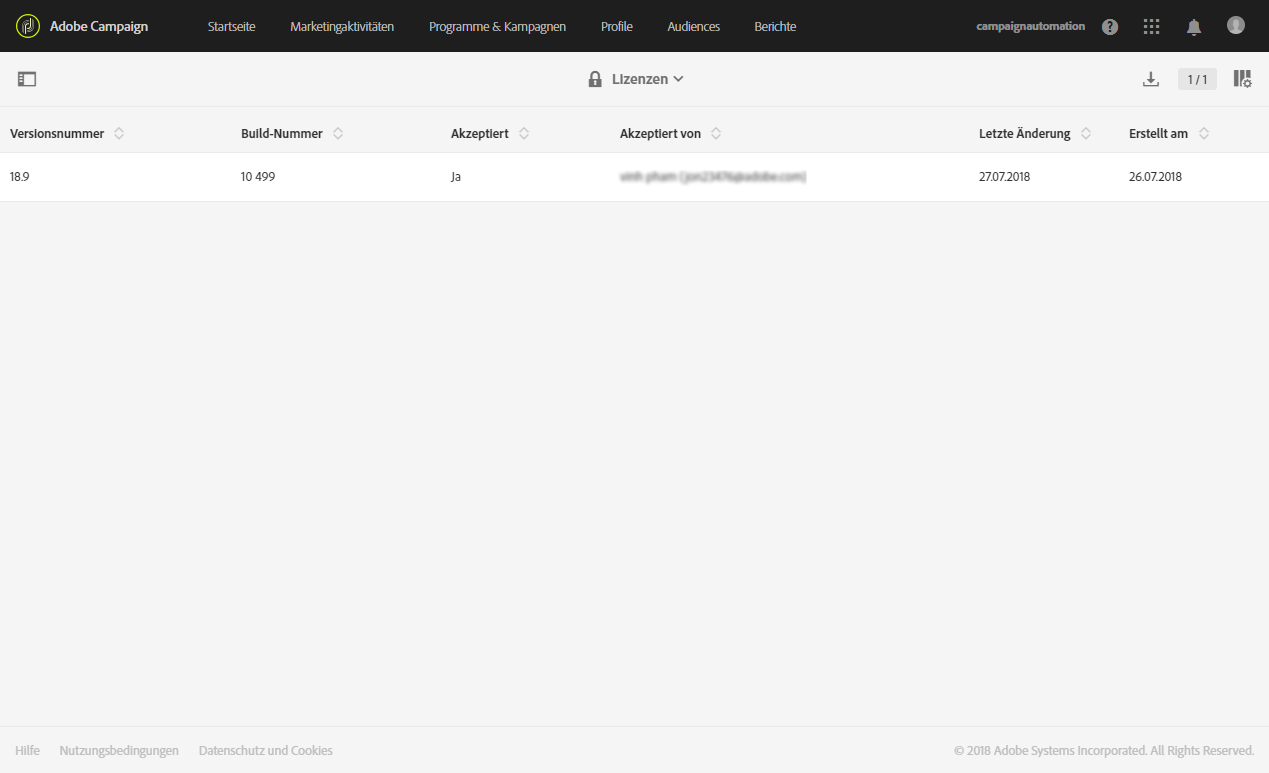 Adobe Campaign Startseite Marketingaktivitäten Programme & Kampagnen Profile Audiences Berichte campaignautomation ?
Lizenzen 1 / 1
Versionsnummer Build-Nummer Akzeptiert Akzeptiert von Letzte Änderung Erstellt am
18.9 10 499 Ja 27.07.2018 26.07.2018
Hilfe Nutzungsbedingungen Datenschutz und Cookies © 2018 Adobe Systems Incorporated. All Rights Reserved.